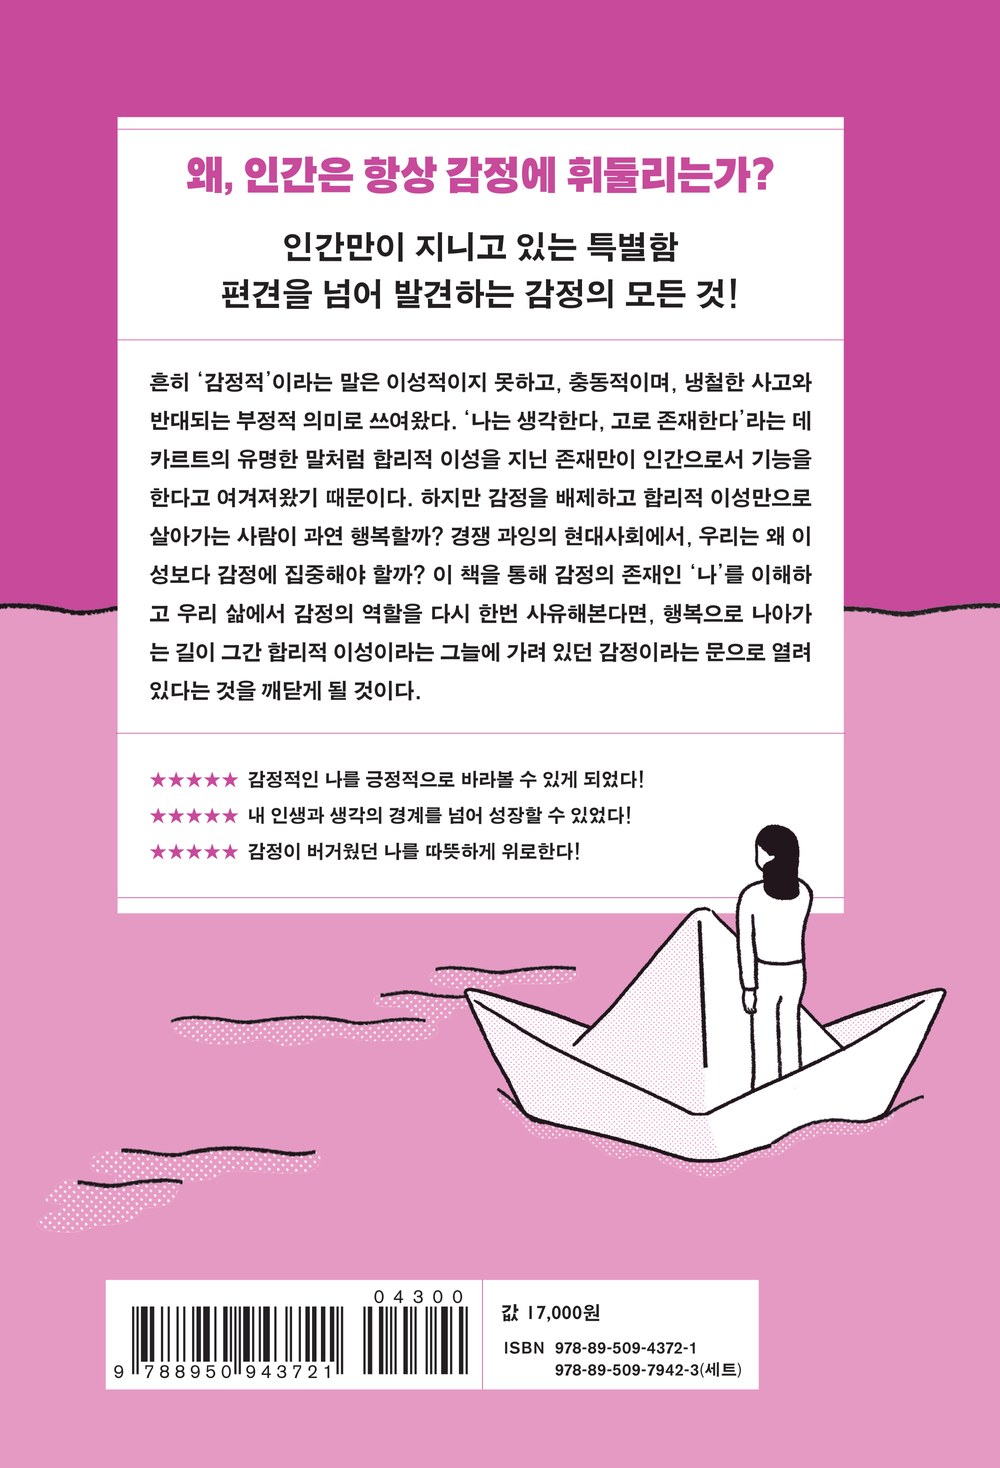 왜, 인간은 항상 감정에 휘둘리는가?
인간만이 지니고 있는 특별함
편견을 넘어 발견하는 감정의 모든 것!
흔히 ‘감정적’이라는 말은 이성적이지 못하고, 충동적이며, 냉철한 사고와
반대되는 부정적 의미로 쓰여왔다. ‘나는 생각한다, 고로 존재한다’라는 데
카르트의 유명한 말처럼 합리적 이성을 지닌 존재만이 인간으로서 기능을
한다고 여겨져왔기 때문이다. 하지만 감정을 배제하고 합리적 이성만으로
살아가는 사람이 과연 행복할까? 경쟁 과잉의 현대사회에서, 우리는 왜 이
성보다 감정에 집중해야 할까? 이 책을 통해 감정의 존재인 ‘나’를 이해하
고 우리 삶에서 감정의 역할을 다시 한번 사유해본다면, 행복으로 나아가
는 길이 그간 합리적 이성이라는 그늘에 가려 있던 감정이라는 문으로 열려
있다는 것을 깨닫게 될 것이다.
★★★★★ 감정적인 나를 긍정적으로 바라볼 수 있게 되었다!
★★★★★ 내 인생과 생각의 경계를 넘어 성장할 수 있었다!
★★★★★ 감정이 버거웠던 나를 따뜻하게 위로한다!
04300
9 788950 943721
값 17,000원
ISBN 978-89-509-4372-1
978-89-509-7942-3(세트)